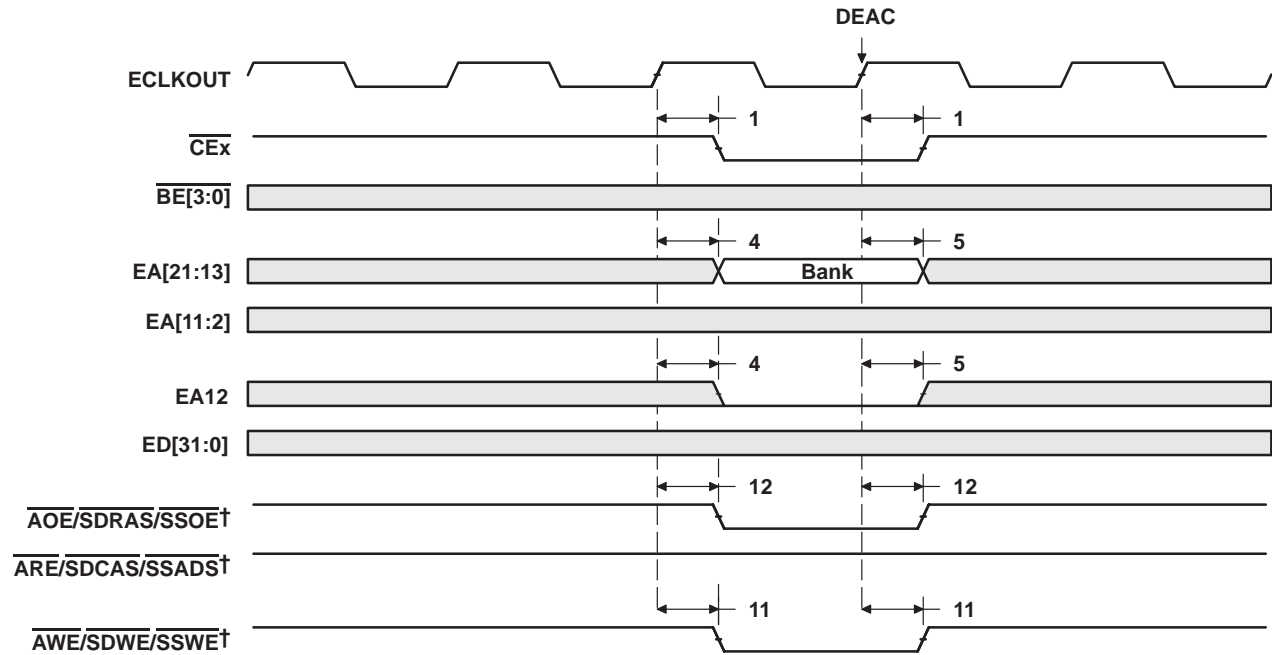 DEAC
ECLKOUT
1 1
CEx
BE[3:0]
4 5
EA[21:13] Bank
EA[11:2]
4 5
EA12
ED[31:0]
12 12
AOE/SDRAS/SSOE†
ARE/SDCAS/SSADS†
11 11
AWE/SDWE/SSWE†